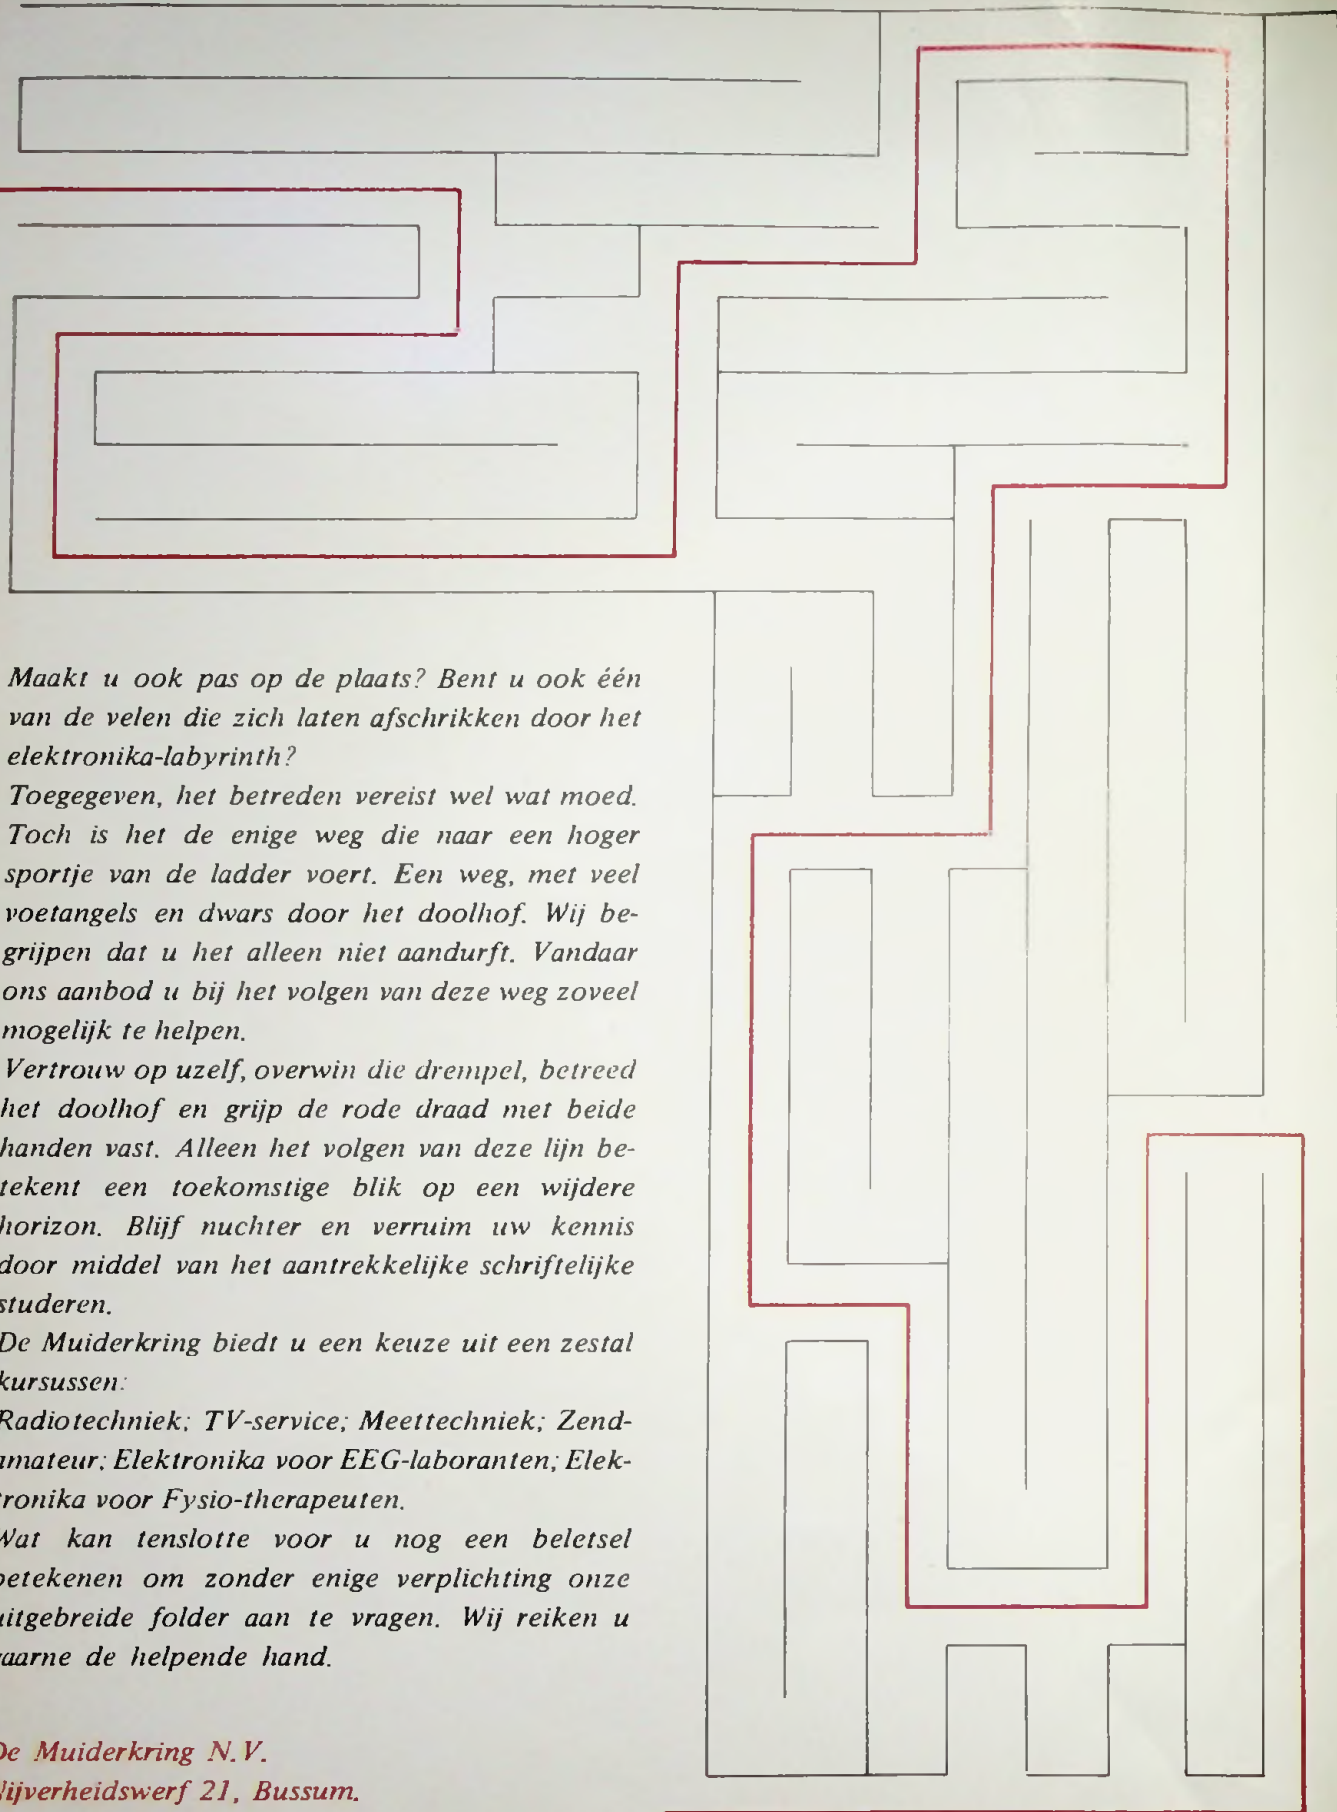 Maakt u ook pas op de plaats? Bent u ook één
van de velen die zich laten afschrikken door het
elektronika-labyrinth?
Toegegeven, het betreden vereist wel wat moed.
Toch is het de enige weg die naar een hoger
sportje van de ladder voert. Een weg, met veel
voetangels en dwars door het doolhof. Wij be-
grijpen dat u het alleen niet aandurft. Vandaar
ons aanbod u bij het volgen van deze weg zoveel
mogelijk te helpen.
Vertrouw op uzelf, overwin die drempel, betreed
het doolhof en grijp de rode draad met beide
handen vast. Alleen het volgen van deze lijn be-
tekent een toekomstige blik op een wijdere
horizon. Blijf nuchter en verruim uw kennis
door middel van het aantrekkelijke schriftelijke
studeren.
De Muiderkring biedt u een keuze uit een zestal
kursussen:
Radiotechniek; TV-service; Meettechniek; Zend-
amateur; Elektronika voor EEG-laboranten; Elek-
tronika voor Fysio-therapeuten.
Wat kan tenslotte voor u nog een beletsel
betekenen om zonder enige verplichting onze
uitgebreide folder aan te vragen. Wij reiken u
gaarne de helpende hand.
De Muiderkring N.V.
Nijverheidswerf 21, Bussum.